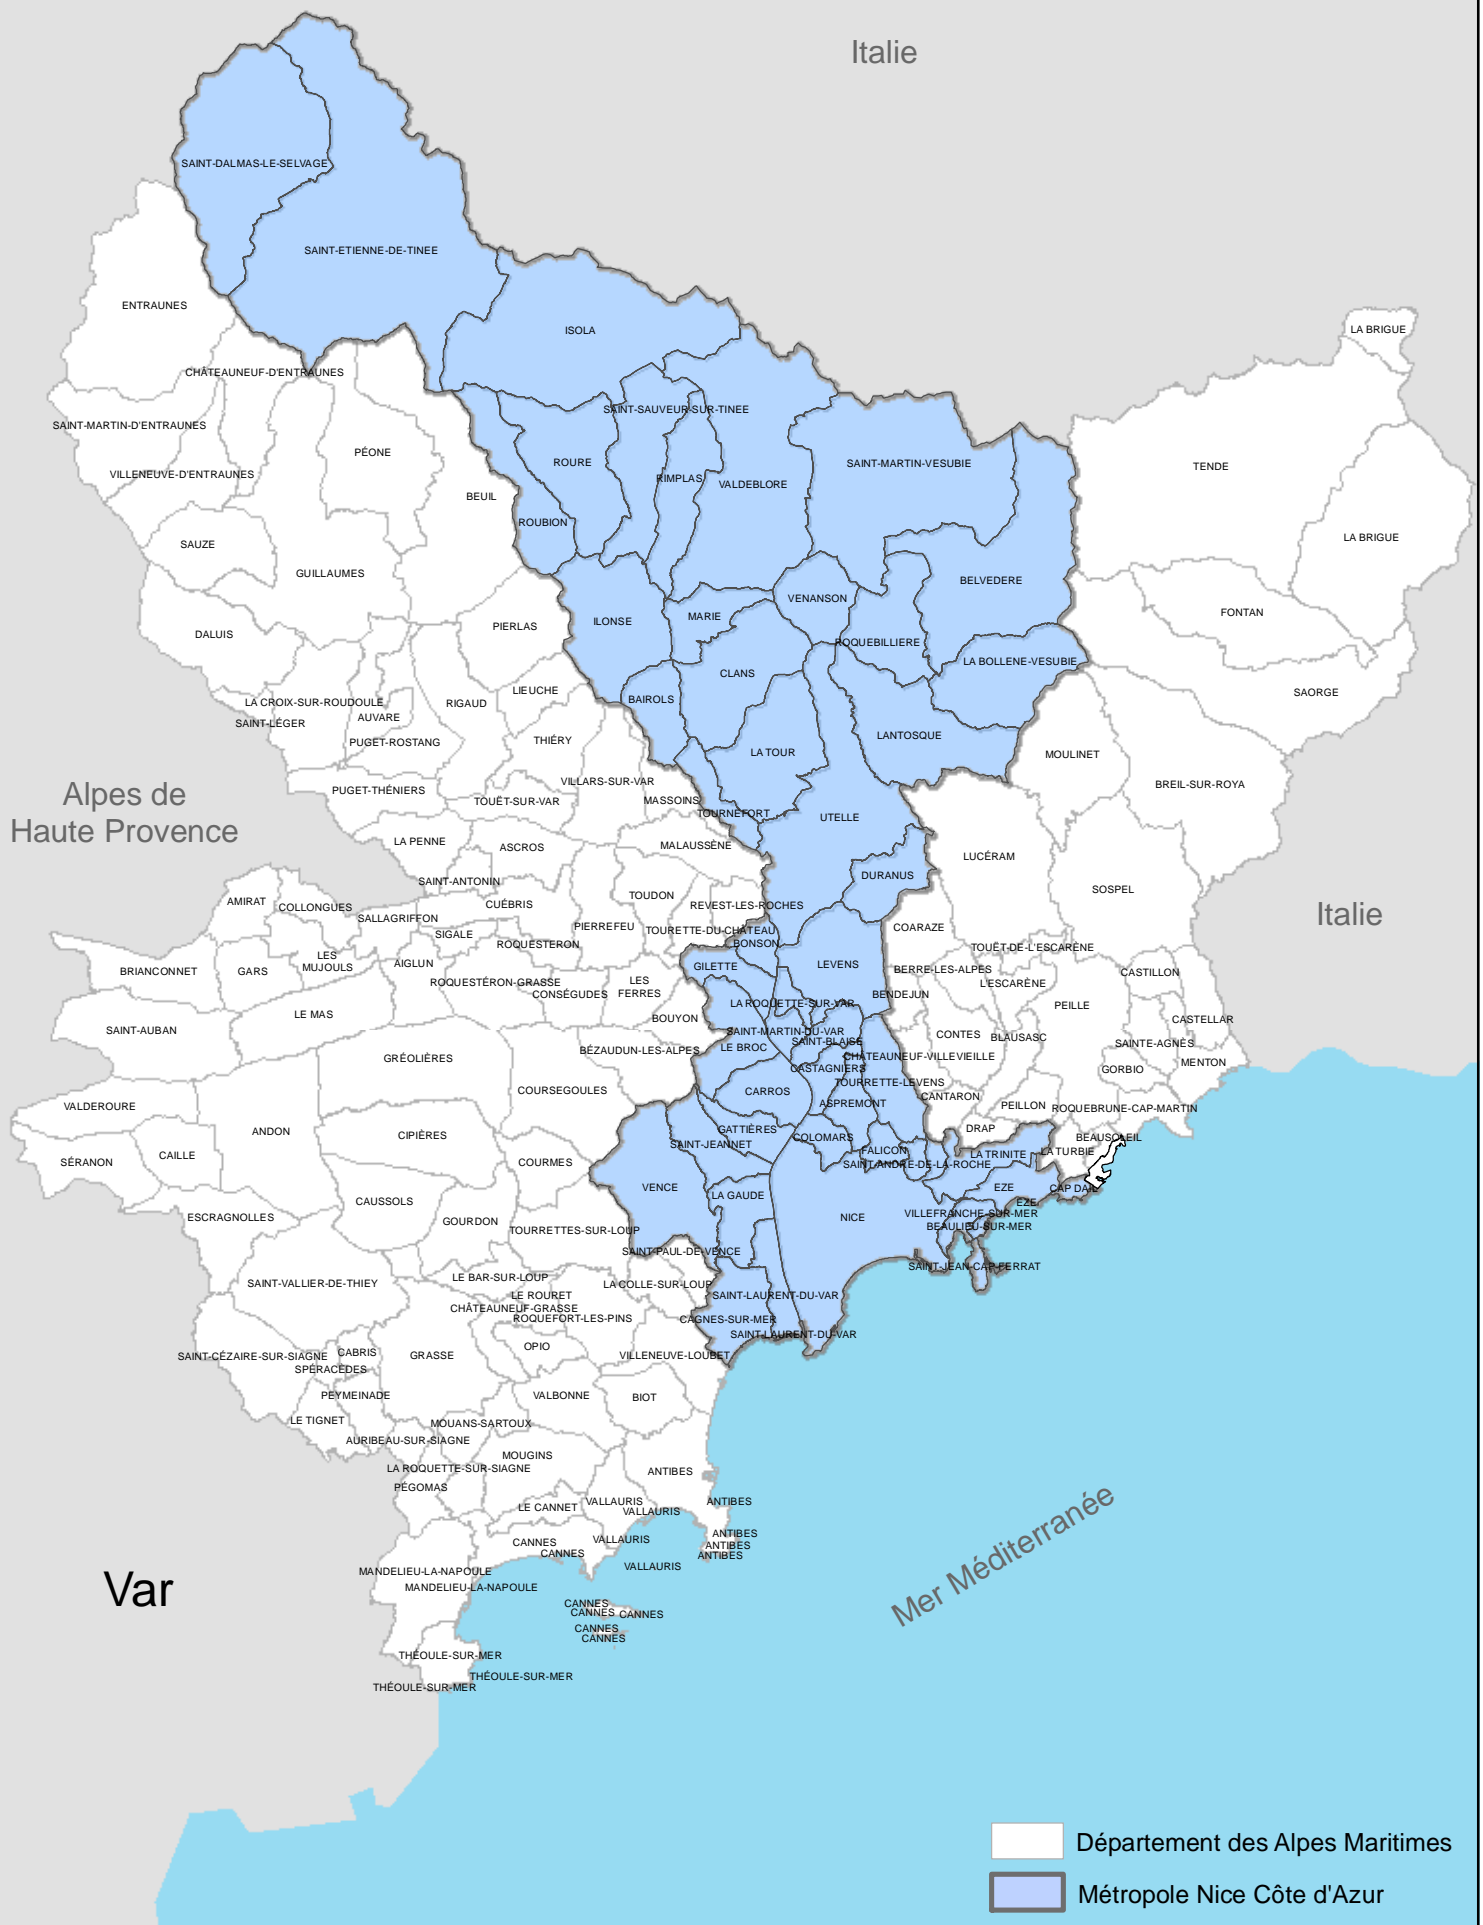 Italie
SAINT-DALMAS-LE-SELVAGE
SAINT-ETIENNE-DE-TINEE
ENTRAUNES
ISOLA
LA BRIGUE
CHÂTEAUNEUF-D'ENTRAUNES
SAINT-SAUVEUR-SUR-TINEE
SAINT-MARTIN-D'ENTRAUNES
PÉONE
ROURE
SAINT-MARTIN-VESUBIE
TENDE
VILLENEUVE-D'ENTRAUNES
RIMPLAS
VALDEBLORE
BEUIL
ROUBION
LA BRIGUE
SAUZE
GUILLAUMES
BELVEDERE
VENANSON
FONTAN
MARIE
ILONSE
PIERLAS
DALUIS
ROQUEBILLIERE
LA BOLLENE-VESUBIE
CLANS
LIEUCHE
SAORGE
LA CROIX-SUR-ROUDOULE
RIGAUD
BAIROLS
AUVARE
SAINT-LÉGER
LANTOSQUE
PUGET-ROSTANG
THIÉRY
LA TOUR
MOULINET
VILLARS-SUR-VAR
BREIL-SUR-ROYA
PUGET-THÉNIERS
Alpes de
Haute Provence
TOUËT-SUR-VAR
MASSOINS
TOURNEFORT
UTELLE
LA PENNE
ASCROS
MALAUSSÈNE
LUCÉRAM
DURANUS
SAINT-ANTONIN
SOSPEL
TOUDON
AMIRAT
COLLONGUES
CUÉBRIS
REVEST-LES-ROCHES
SALLAGRIFFON
Italie
PIERREFEU
COARAZE
SIGALE
TOURETTE-DU-CHÂTEAU
ROQUESTERON
BONSON
TOUËT-DE-L'ESCARÈNE
LES
MUJOULS
BRIANCONNET
GARS
AIGLUN
GILETTE
LEVENS
BERRE-LES-ALPES
CASTILLON
ROQUESTÉRON-GRASSE
LES
FERRES
L'ESCARÈNE
CONSÉGUDES
BENDEJUN
LA ROQUETTE-SUR-VAR
PEILLE
LE MAS
BOUYON
CASTELLAR
SAINT-AUBAN
SAINT-MARTIN-DU-VAR
CONTES
BLAUSASC
SAINT-BLAISE
SAINTE-AGNÈS
LE BROC
BÉZAUDUN-LES-ALPES
GRÉOLIÈRES
CHÂTEAUNEUF-VILLEVIEILLE
MENTON
CASTAGNIERS
GORBIO
COURSEGOULES
CARROS
TOURRETTE-LEVENS
CANTARON
VALDEROURE
ASPREMONT
PEILLON
ROQUEBRUNE-CAP-MARTIN
ANDON
CIPIÈRES
GATTIÈRES
DRAP
COLOMARS
BEAUSOLEIL
SAINT-JEANNET
FALICON
LA TURBIE
CAILLE
SÉRANON
COURMES
SAINT-ANDRE-DE-LA-ROCHE
LA TRINITE
VENCE
EZE
CAP DAIL
LA GAUDE
CAUSSOLS
EZE
ESCRAGNOLLES
NICE
VILLEFRANCHE-SUR-MER
GOURDON
TOURRETTES-SUR-LOUP
BEAULIEU-SUR-MER
SAINT-PAUL-DE-VENCE
SAINT-JEAN-CAP-FERRAT
LE BAR-SUR-LOUP
SAINT-VALLIER-DE-THIEY
LA COLLE-SUR-LOUP
LE ROURET
SAINT-LAURENT-DU-VAR
CHÂTEAUNEUF-GRASSE
ROQUEFORT-LES-PINS
CAGNES-SUR-MER
SAINT-LAURENT-DU-VAR
OPIO
CABRIS
SAINT-CÉZAIRE-SUR-SIAGNE
GRASSE
VILLENEUVE-LOUBET
SPÉRACÈDES
PEYMEINADE
VALBONNE
BIOT
LE TIGNET
MOUANS-SARTOUX
AURIBEAU-SUR-SIAGNE
MOUGINS
LA ROQUETTE-SUR-SIAGNE
ANTIBES
PÉGOMAS
VALLAURIS
ANTIBES
LE CANNET
VALLAURIS
ANTIBES
VALLAURIS
CANNES
ANTIBES
CANNES
ANTIBES
VALLAURIS
MANDELIEU-LA-NAPOULE
MANDELIEU-LA-NAPOULE
Mer Méditerranée
Var
CANNES
CANNES
CANNES
CANNES
CANNES
THÉOULE-SUR-MER
THÉOULE-SUR-MER
THÉOULE-SUR-MER
Département des Alpes Maritimes
Métropole Nice Côte d'Azur